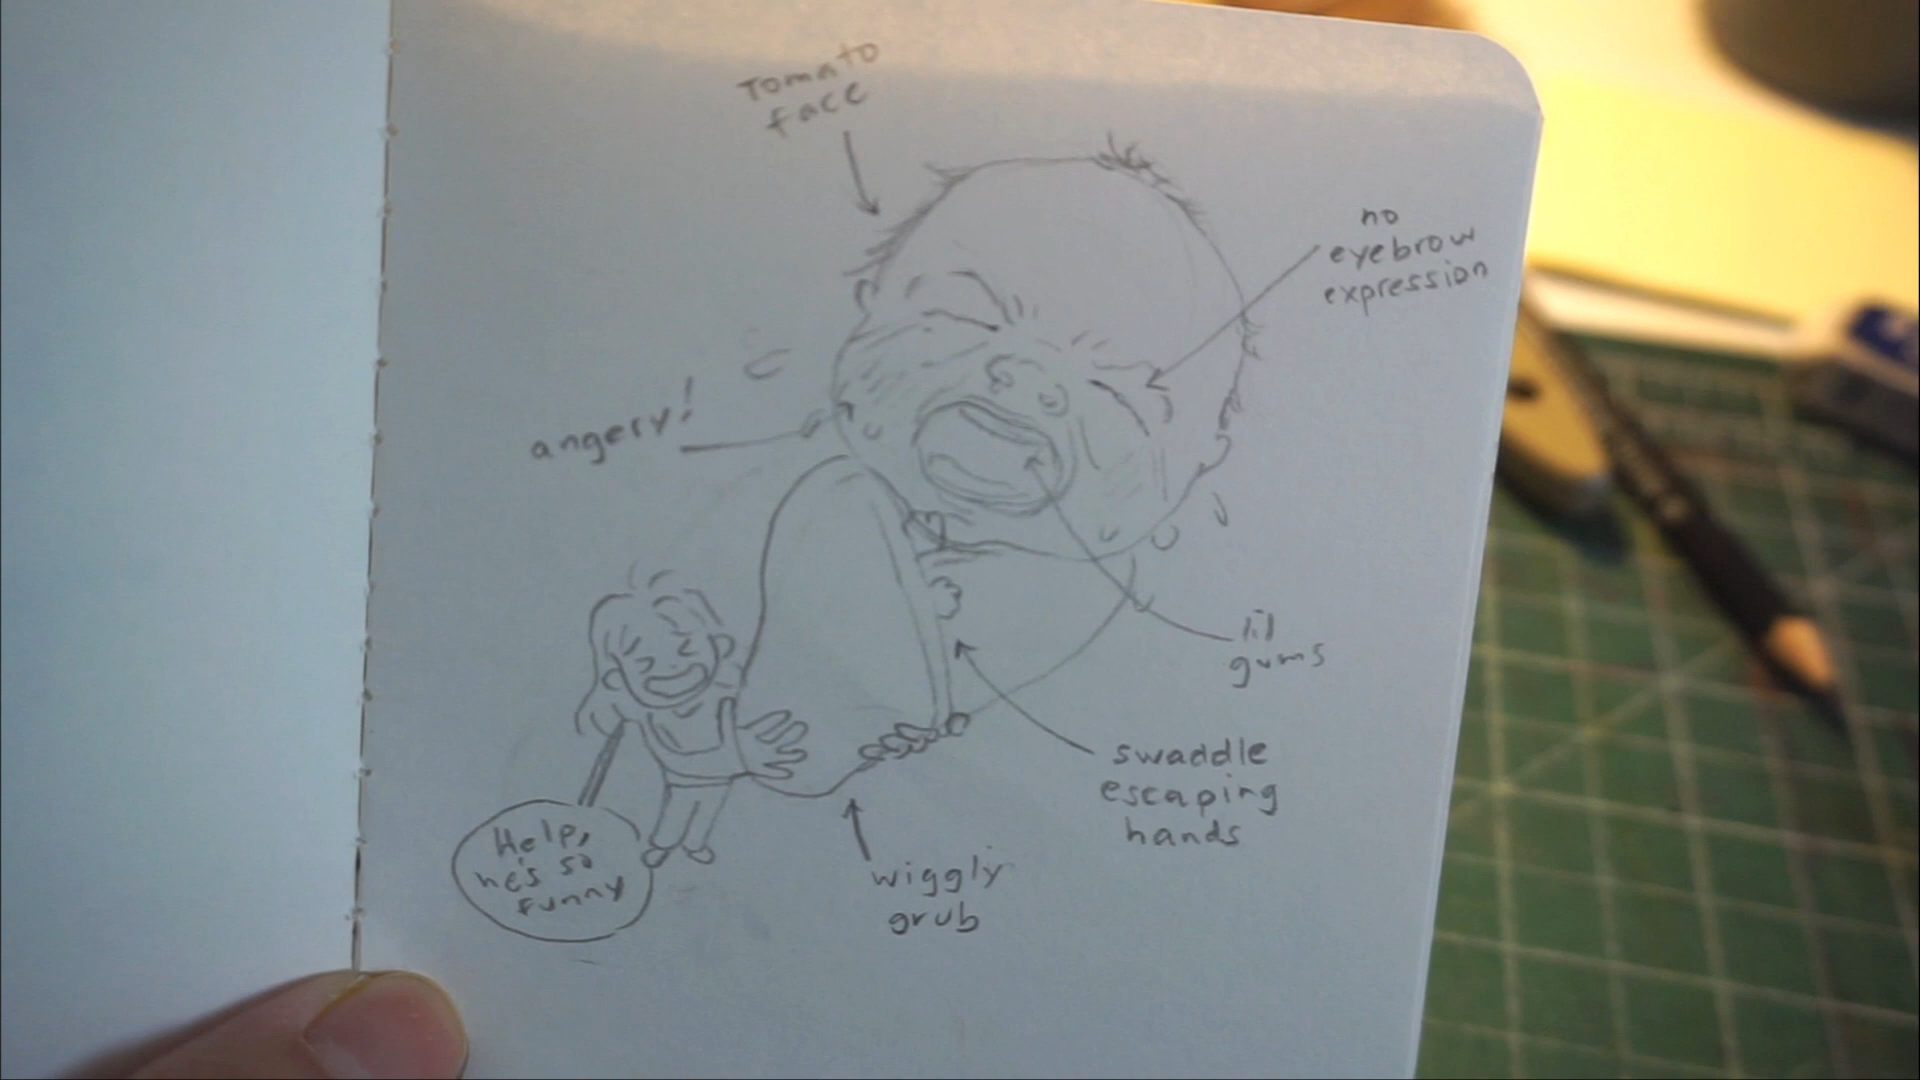 Tomato
face
no
eyebrow
expression
angery!
lil
gums
swaddle
escaping
hands
wiggly
grub
Help,
he's so
funny